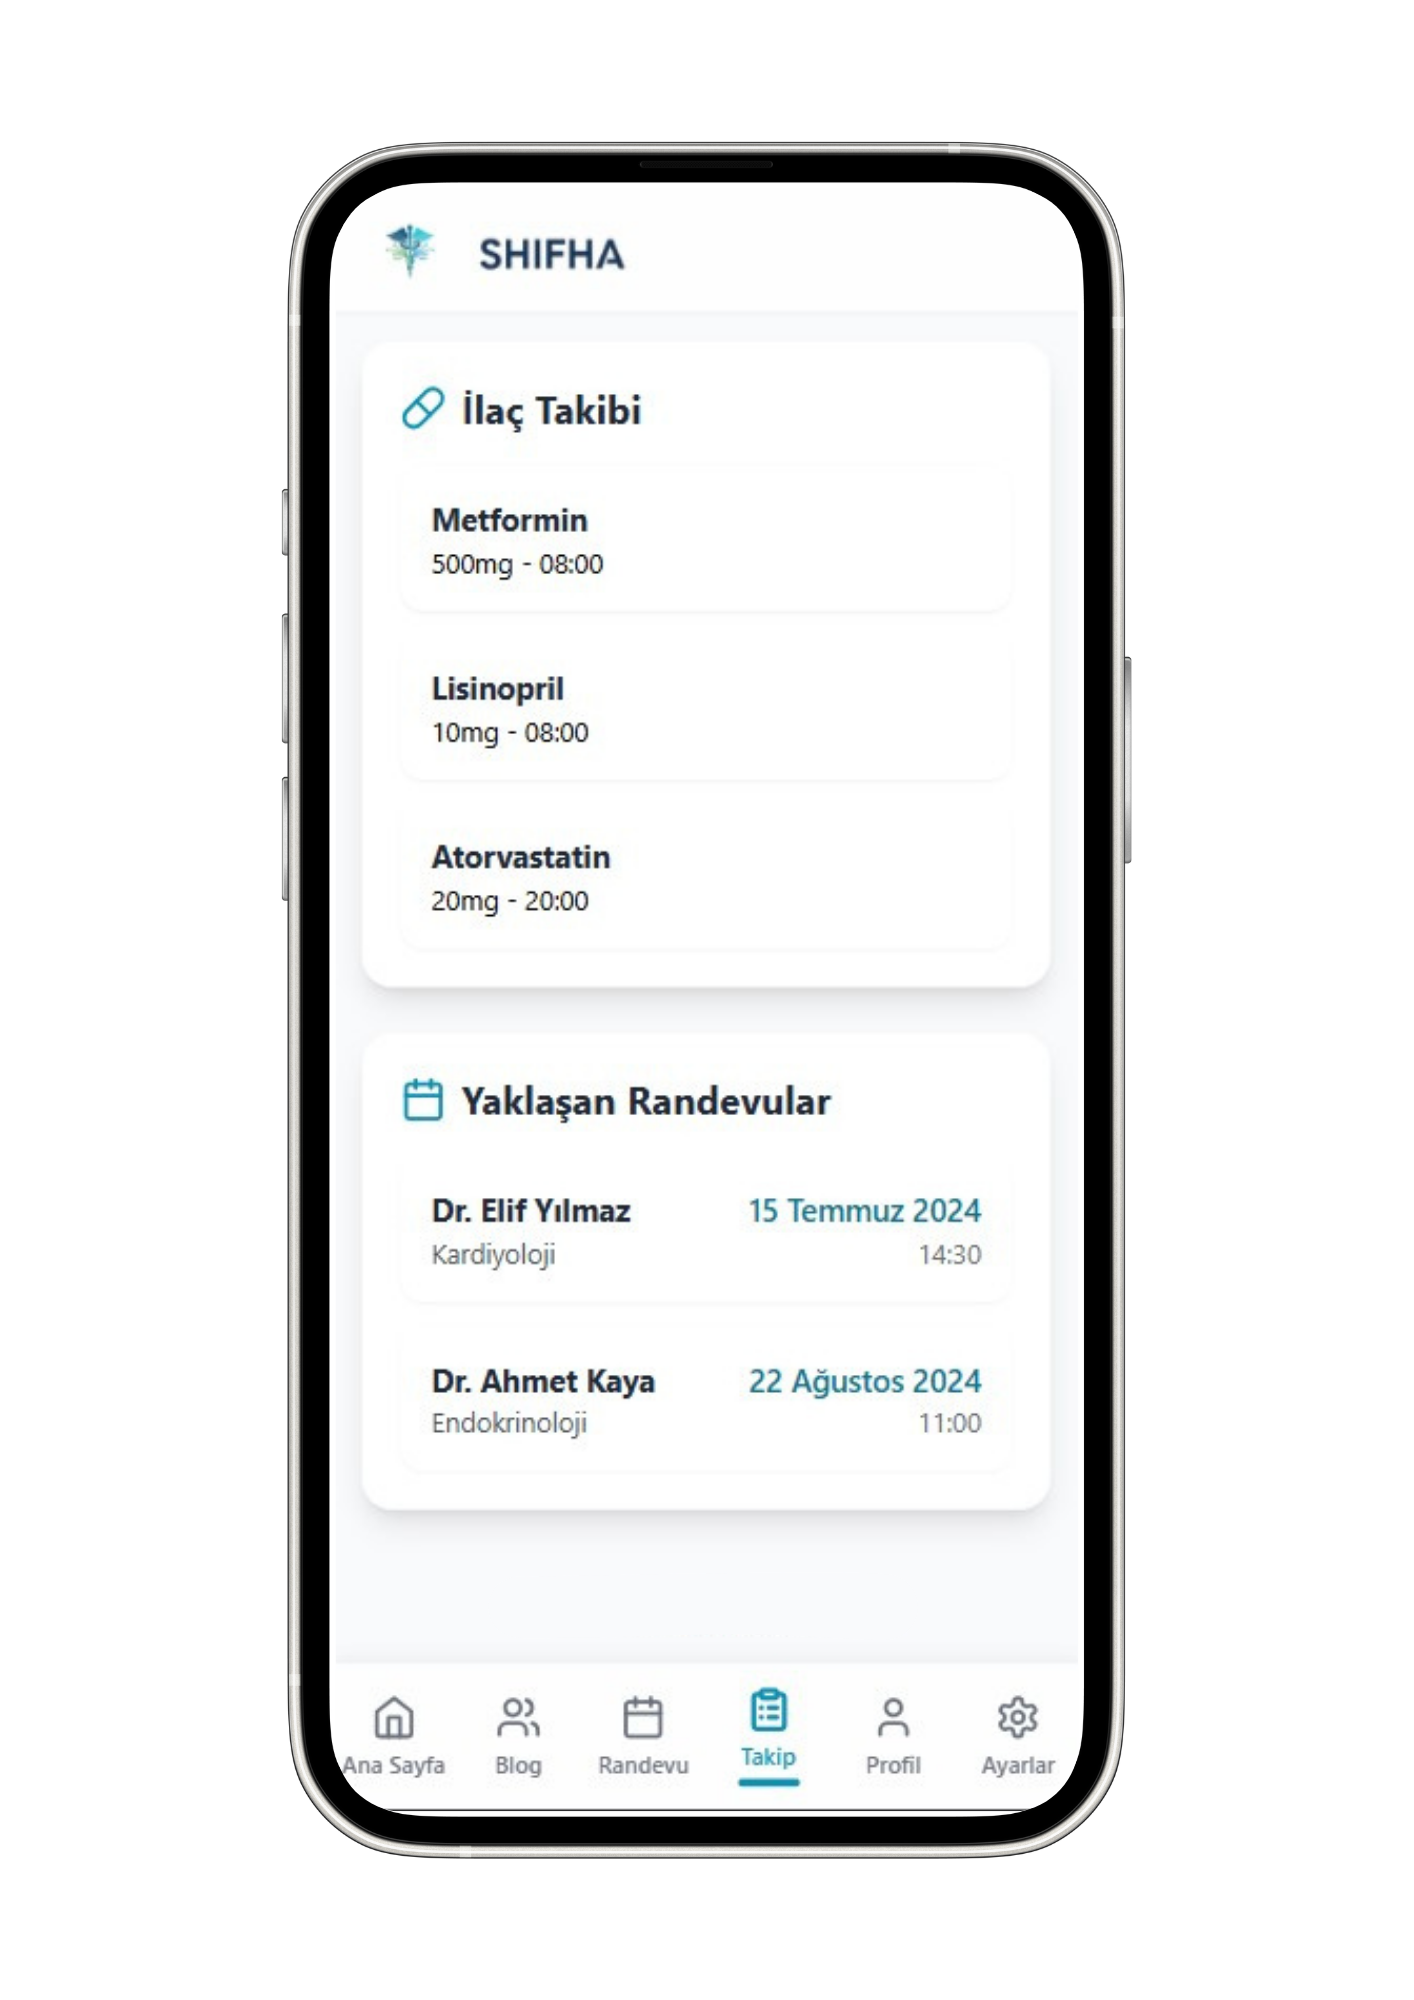 SHIFHA
İlaç Takibi
Metformin
500mg - 08:00
Lisinopril
10mg - 08:00
Atorvastatin
20mg - 20:00
Yaklaşan Randevular
Dr. Elif Yılmaz 15 Temmuz 2024
Kardiyoloji 14:30
Dr. Ahmet Kaya 22 Ağustos 2024
Endokrinoloji 11:00
Ana Sayfa Blog Randevu Takip Profil Ayarlar